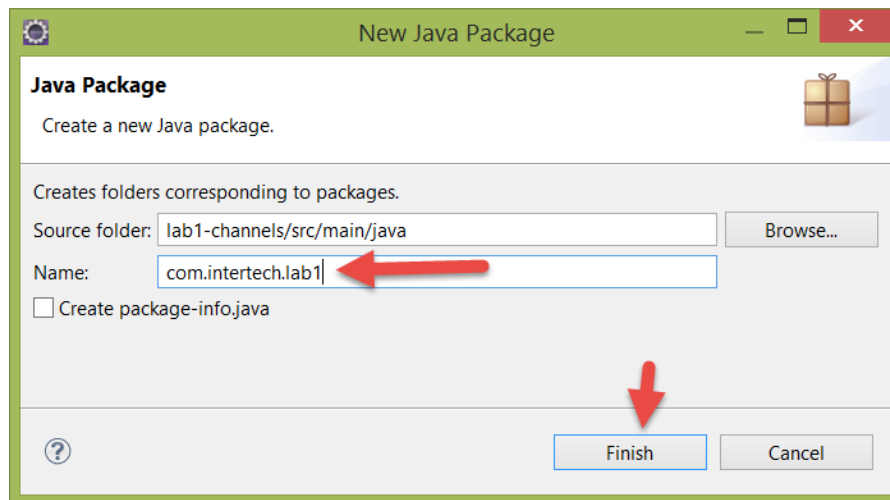 New Java Package
Java Package
Create a new Java package.
Creates folders corresponding to packages.
Source folder: lab1-channels/src/main/java Browse...
Name: com.intertech.lab1
Create package-info.java
? Finish Cancel